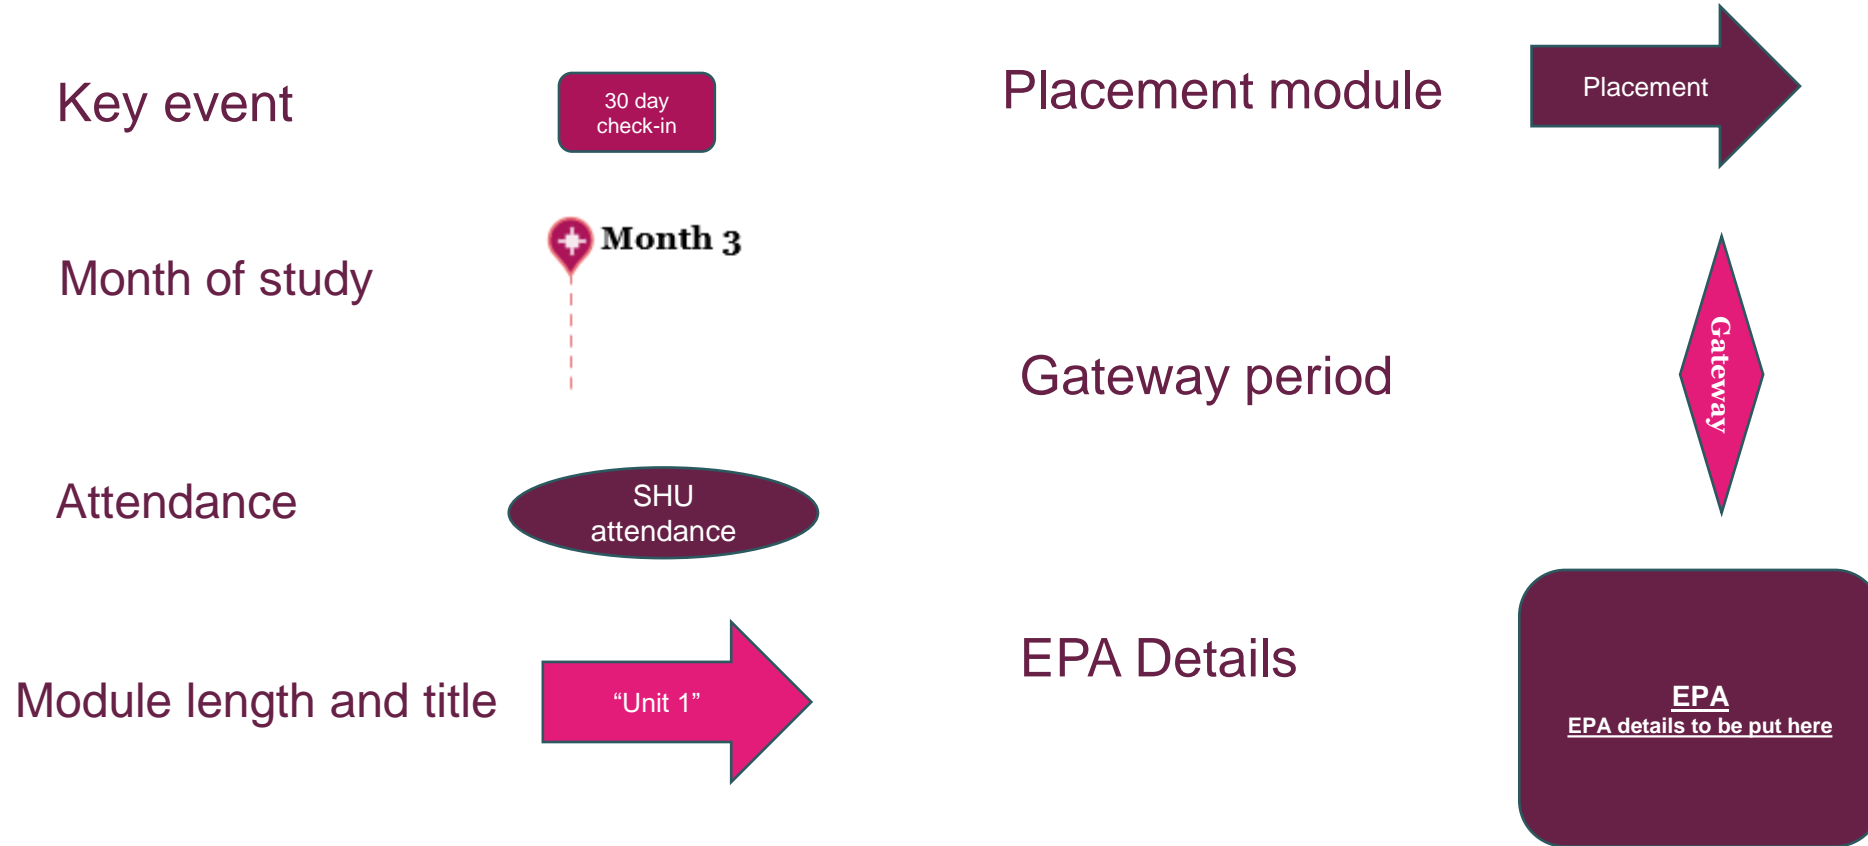 Key event
30 day
check-in
Month of study
Month 3
Attendance
SHU
attendance
Module length and title
“Unit 1”
Placement module
Placement
Gateway period
Gateway
EPA Details
EPA
EPA details to be put here